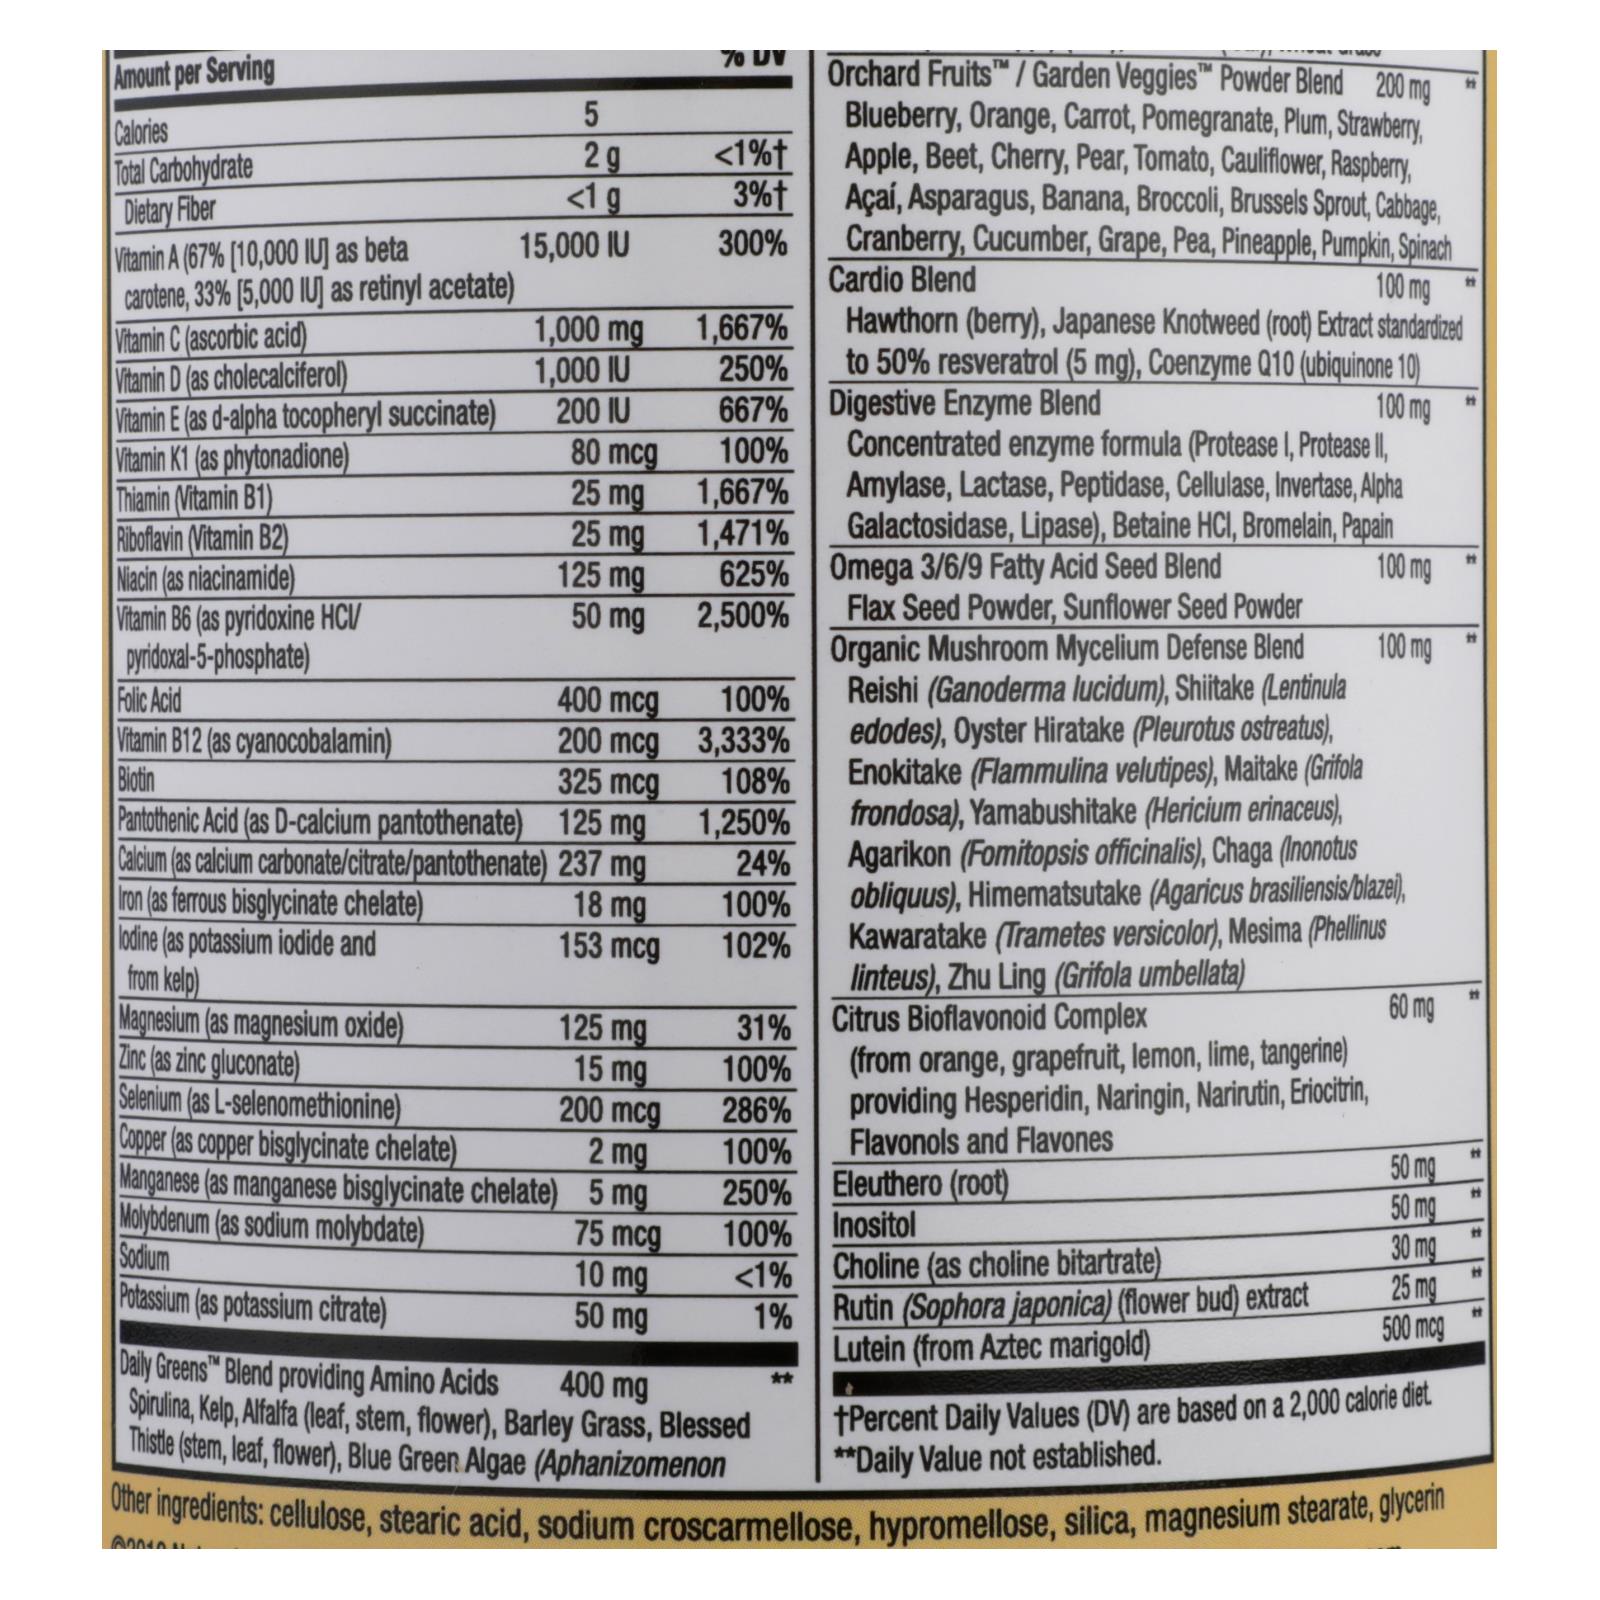 % DV
Amount per Serving
Calories 5
Total Carbohydrate 2 g <1%†
Dietary Fiber <1 g 3%†
Vitamin A (67% [10,000 IU] as beta 15,000 IU 300%
carotene, 33% [5,000 IU] as retinyl acetate)
Vitamin C (ascorbic acid) 1,000 mg 1,667%
Vitamin D (as cholecalciferol) 1,000 IU 250%
Vitamin E (as d-alpha tocopheryl succinate) 200 IU 667%
Vitamin K1 (as phytonadione) 80 mcg 100%
Thiamin (Vitamin B1) 25 mg 1,667%
Riboflavin (Vitamin B2) 25 mg 1,471%
Niacin (as niacinamide) 125 mg 625%
Vitamin B6 (as pyridoxine HCl/ 50 mg 2,500%
pyridoxal-5-phosphate)
Folic Acid 400 mcg 100%
Vitamin B12 (as cyanocobalamin) 200 mcg 3,333%
Biotin 325 mcg 108%
Pantothenic Acid (as D-calcium pantothenate) 125 mg 1,250%
Calcium (as calcium carbonate/citrate/pantothenate) 237 mg 24%
Iron (as ferrous bisglycinate chelate) 18 mg 100%
Iodine (as potassium iodide and 153 mcg 102%
from kelp)
Magnesium (as magnesium oxide) 125 mg 31%
Zinc (as zinc gluconate) 15 mg 100%
Selenium (as L-selenomethionine) 200 mcg 286%
Copper (as copper bisglycinate chelate) 2 mg 100%
Manganese (as manganese bisglycinate chelate) 5 mg 250%
Molybdenum (as sodium molybdate) 75 mcg 100%
Sodium 10 mg <1%
Potassium (as potassium citrate) 50 mg 1%
Daily Greens™ Blend providing Amino Acids 400 mg **
Spirulina, Kelp, Alfalfa (leaf, stem, flower), Barley Grass, Blessed
Thistle (stem, leaf, flower), Blue Green Algae (Aphanizomenon
Orchard Fruits™ / Garden Veggies™ Powder Blend 200 mg **
Blueberry, Orange, Carrot, Pomegranate, Plum, Strawberry,
Apple, Beet, Cherry, Pear, Tomato, Cauliflower, Raspberry,
Açaí, Asparagus, Banana, Broccoli, Brussels Sprout, Cabbage,
Cranberry, Cucumber, Grape, Pea, Pineapple, Pumpkin, Spinach
Cardio Blend 100 mg **
Hawthorn (berry), Japanese Knotweed (root) Extract standardized
to 50% resveratrol (5 mg), Coenzyme Q10 (ubiquinone 10)
Digestive Enzyme Blend 100 mg **
Concentrated enzyme formula (Protease I, Protease II,
Amylase, Lactase, Peptidase, Cellulase, Invertase, Alpha
Galactosidase, Lipase), Betaine HCl, Bromelain, Papain
Omega 3/6/9 Fatty Acid Seed Blend 100 mg **
Flax Seed Powder, Sunflower Seed Powder
Organic Mushroom Mycelium Defense Blend 100 mg **
Reishi (Ganoderma lucidum), Shiitake (Lentinula
edodes), Oyster Hiratake (Pleurotus ostreatus),
Enokitake (Flammulina velutipes), Maitake (Grifola
frondosa), Yamabushitake (Hericium erinaceus),
Agarikon (Fomitopsis officinalis), Chaga (Inonotus
obliquus), Himematsutake (Agaricus brasiliensis/blazei),
Kawaratake (Trametes versicolor), Mesima (Phellinus
linteus), Zhu Ling (Grifola umbellata)
Citrus Bioflavonoid Complex 60 mg **
(from orange, grapefruit, lemon, lime, tangerine)
providing Hesperidin, Naringin, Narirutin, Eriocitrin,
Flavonols and Flavones
Eleuthero (root) 50 mg **
Inositol 50 mg **
Choline (as choline bitartrate) 30 mg **
Rutin (Sophora japonica) (flower bud) extract 25 mg **
Lutein (from Aztec marigold) 500 mcg **
†Percent Daily Values (DV) are based on a 2,000 calorie diet.
**Daily Value not established.
Other ingredients: cellulose, stearic acid, sodium croscarmellose, hypromellose, silica, magnesium stearate, glycerin